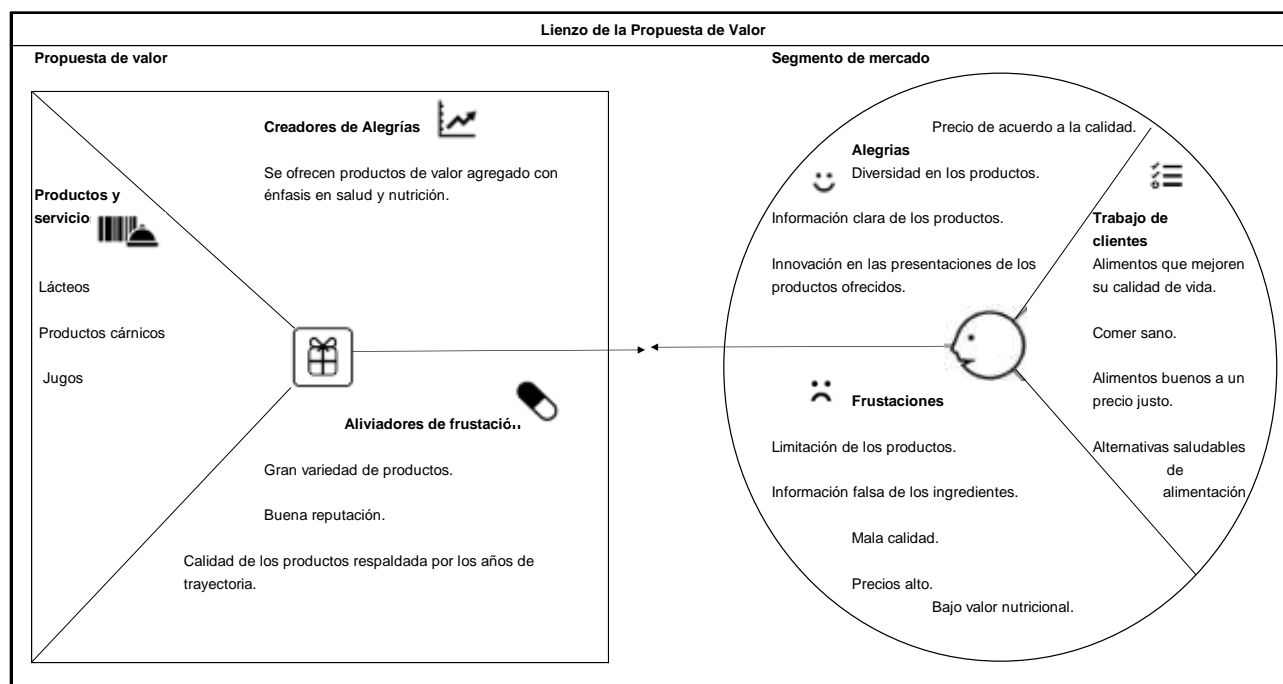 Lienzo de la Propuesta de Valor
Propuesta de valor
Creadores de Alegrías
Se ofrecen productos de valor agregado con
énfasis en salud y nutrición.
Productos y
servicio
Lácteos
Productos cárnicos
Jugos
Aliviadores de frustación
Gran variedad de productos.
Buena reputación.
Calidad de los productos respaldada por los años de
trayectoria.
Segmento de mercado
Precio de acuerdo a la calidad.
Alegrias
Diversidad en los productos.
Información clara de los productos.
Innovación en las presentaciones de los
productos ofrecidos.
Trabajo de
clientes
Alimentos que mejoren
su calidad de vida.
Comer sano.
Alimentos buenos a un
precio justo.
Alternativas saludables
de
alimentación
Frustaciones
Limitación de los productos.
Información falsa de los ingredientes.
Mala calidad.
Precios alto.
Bajo valor nutricional.